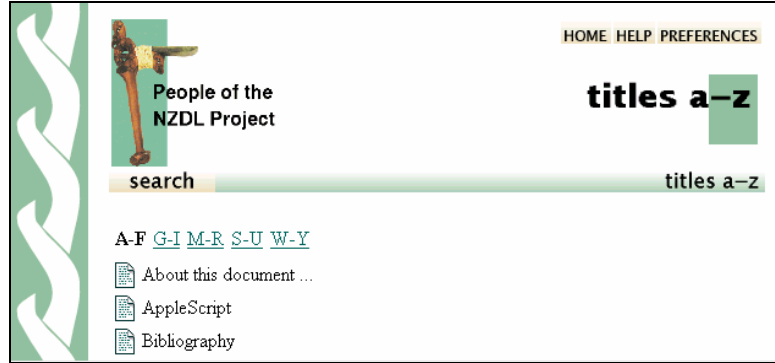 HOME HELP PREFERENCES
People of the
NZDL Project
titles a–z
search titles a–z
A-F G-I M-R S-U W-Y
About this document ...
AppleScript
Bibliography